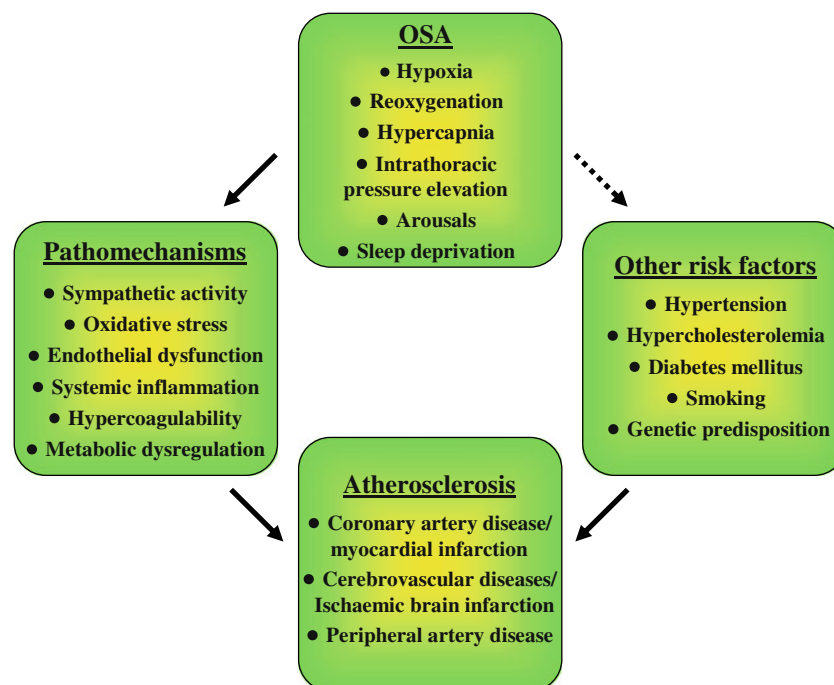 OSA
● Hypoxia
● Reoxygenation
● Hypercapnia
● Intrathoracic
pressure elevation
● Arousals
● Sleep deprivation
Pathomechanisms
● Sympathetic activity
● Oxidative stress
● Endothelial dysfunction
● Systemic inflammation
● Hypercoagulability
● Metabolic dysregulation
Other risk factors
● Hypertension
● Hypercholesterolemia
● Diabetes mellitus
● Smoking
● Genetic predisposition
Atherosclerosis
● Coronary artery disease/
myocardial infarction
● Cerebrovascular diseases/
Ischaemic brain infarction
● Peripheral artery disease